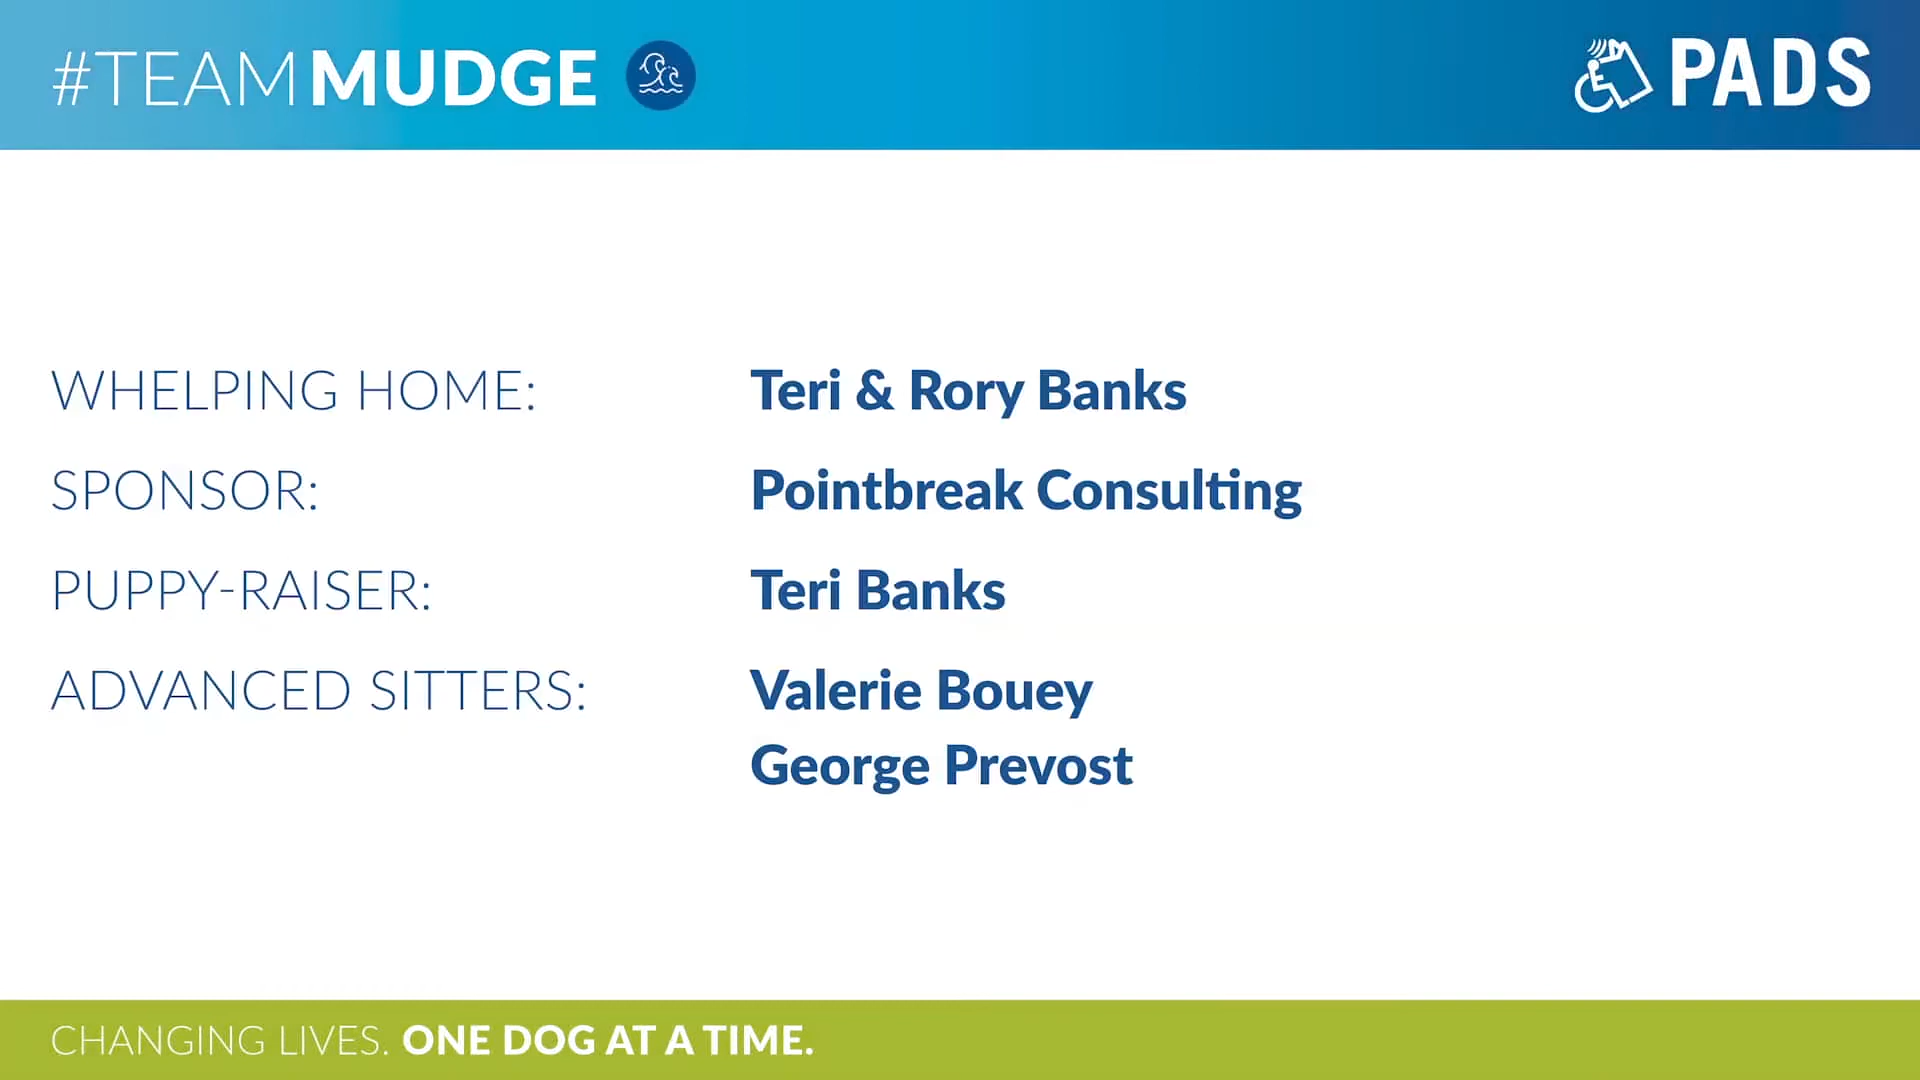 #TEAMMUDGE
PADS
WHELPING HOME: Teri & Rory Banks
SPONSOR: Pointbreak Consulting
PUPPY-RAISER: Teri Banks
ADVANCED SITTERS: Valerie Bouey
George Prevost
CHANGING LIVES. ONE DOG AT A TIME.